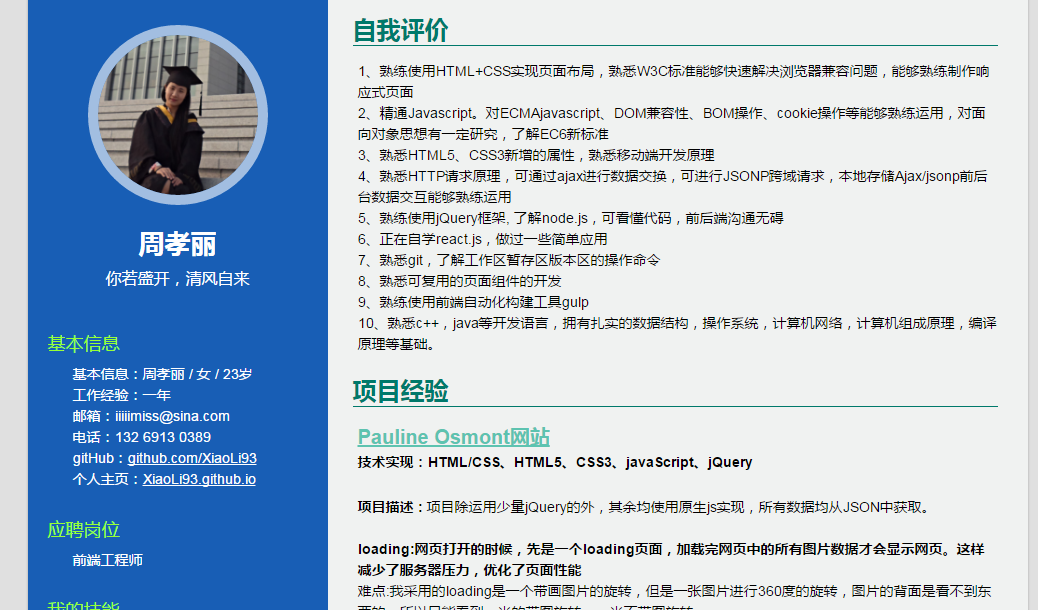 周孝丽
你若盛开，清风自来
基本信息
基本信息：周孝丽 / 女 / 23岁
工作经验：一年
邮箱：iiiiimiss@sina.com
电话：132 6913 0389
gitHub：github.com/XiaoLi93
个人主页：XiaoLi93.github.io
应聘岗位
前端工程师
我的技能
自我评价
1、熟练使用HTML+CSS实现页面布局，熟悉W3C标准能够快速解决浏览器兼容问题，能够熟练制作响
应式页面
2、精通Javascript。对ECMAjavascript、DOM兼容性、BOM操作、cookie操作等能够熟练运用，对面
向对象思想有一定研究，了解EC6新标准
3、熟悉HTML5、CSS3新增的属性，熟悉移动端开发原理
4、熟悉HTTP请求原理，可通过ajax进行数据交换，可进行JSONP跨域请求，本地存储Ajax/jsonp前后
台数据交互能够熟练运用
5、熟练使用jQuery框架, 了解node.js，可看懂代码，前后端沟通无碍
6、正在自学react.js，做过一些简单应用
7、熟悉git，了解工作区暂存区版本区的操作命令
8、熟悉可复用的页面组件的开发
9、熟练使用前端自动化构建工具gulp
10、熟悉c++，java等开发语言，拥有扎实的数据结构，操作系统，计算机网络，计算机组成原理，编译
原理等基础。
项目经验
Pauline Osmont网站
技术实现：HTML/CSS、HTML5、CSS3、javaScript、jQuery
项目描述：项目除运用少量jQuery的外，其余均使用原生js实现，所有数据均从JSON中获取。
loading:网页打开的时候，先是一个loading页面，加载完网页中的所有图片数据才会显示网页。这样
减少了服务器压力，优化了页面性能
难点:我采用的loading是一个带画图片的旋转，但是一张图片进行360度的旋转，图片的背面是看不到东